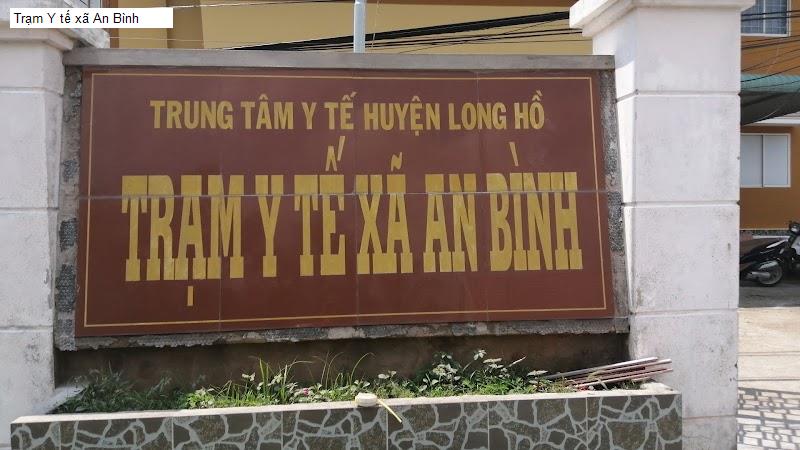 Trạm Y tế xã An Bình
TRUNG TÂM Y TẾ HUYỆN LONG HỒ
TRẠM Y TẾ XÃ AN BÌNH